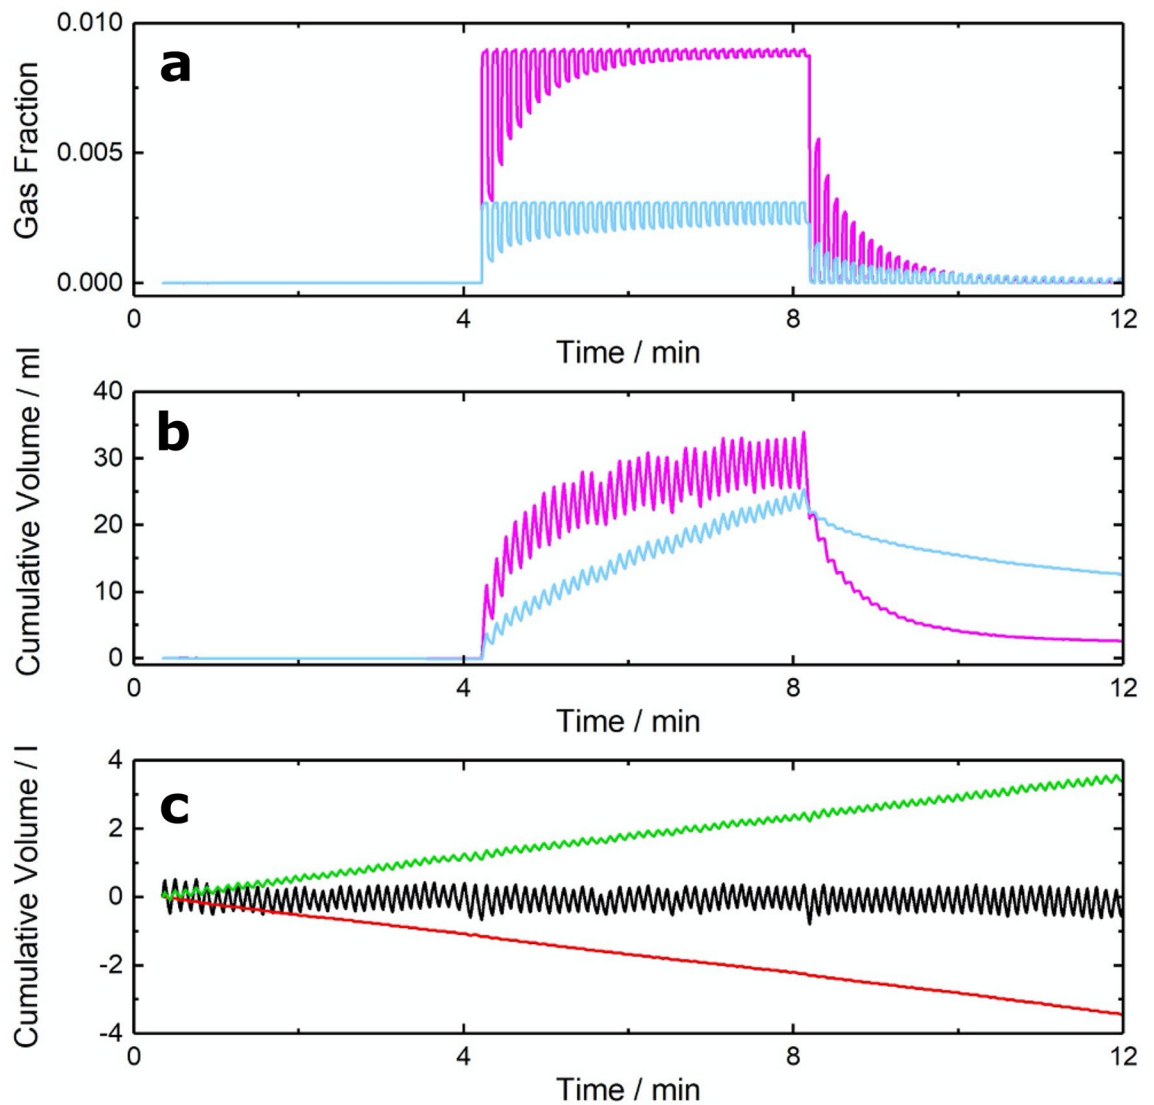 a
Gas Fraction
0.010
0.005
0.000
0 4 8 12
Time / min
b
Cumulative Volume / ml
40
30
20
10
0
0 4 8 12
Time / min
c
Cumulative Volume / l
4
2
0
-2
-4
0 4 8 12
Time / min